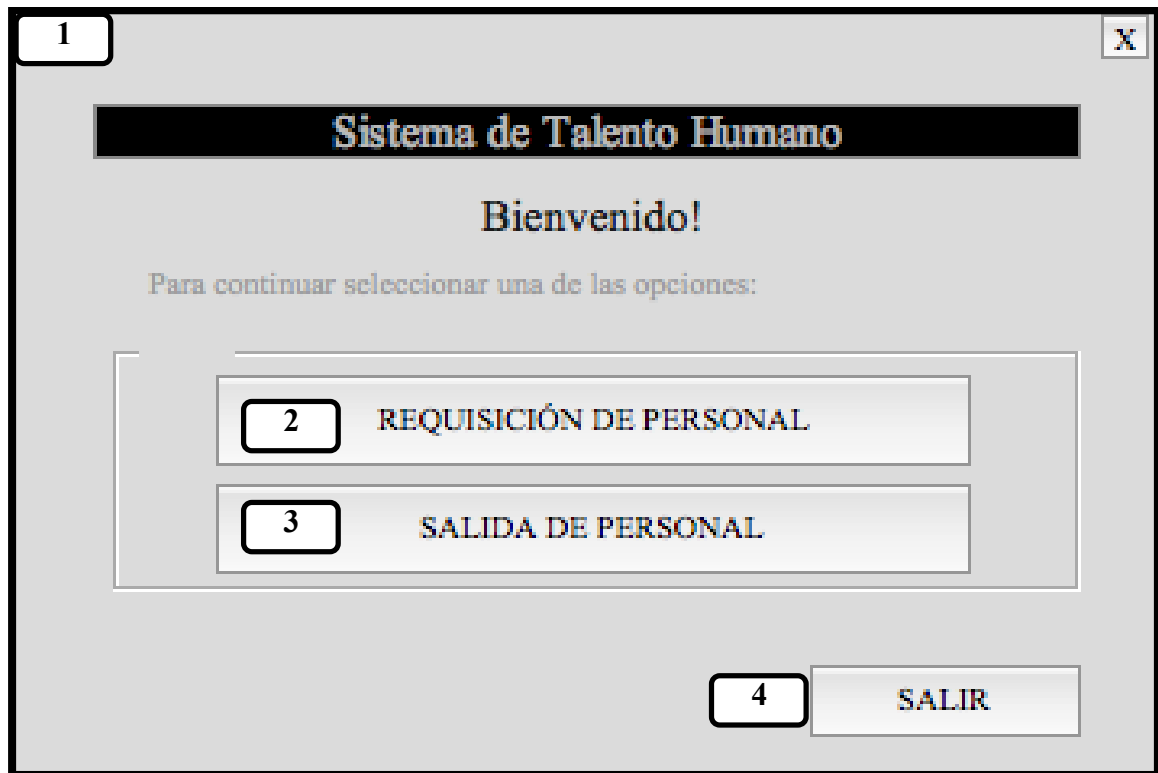 1
X
Sistema de Talento Humano
Bienvenido!
Para continuar seleccionar una de las opciones:
2 REQUISICIÓN DE PERSONAL
3 SALIDA DE PERSONAL
4 SALIR